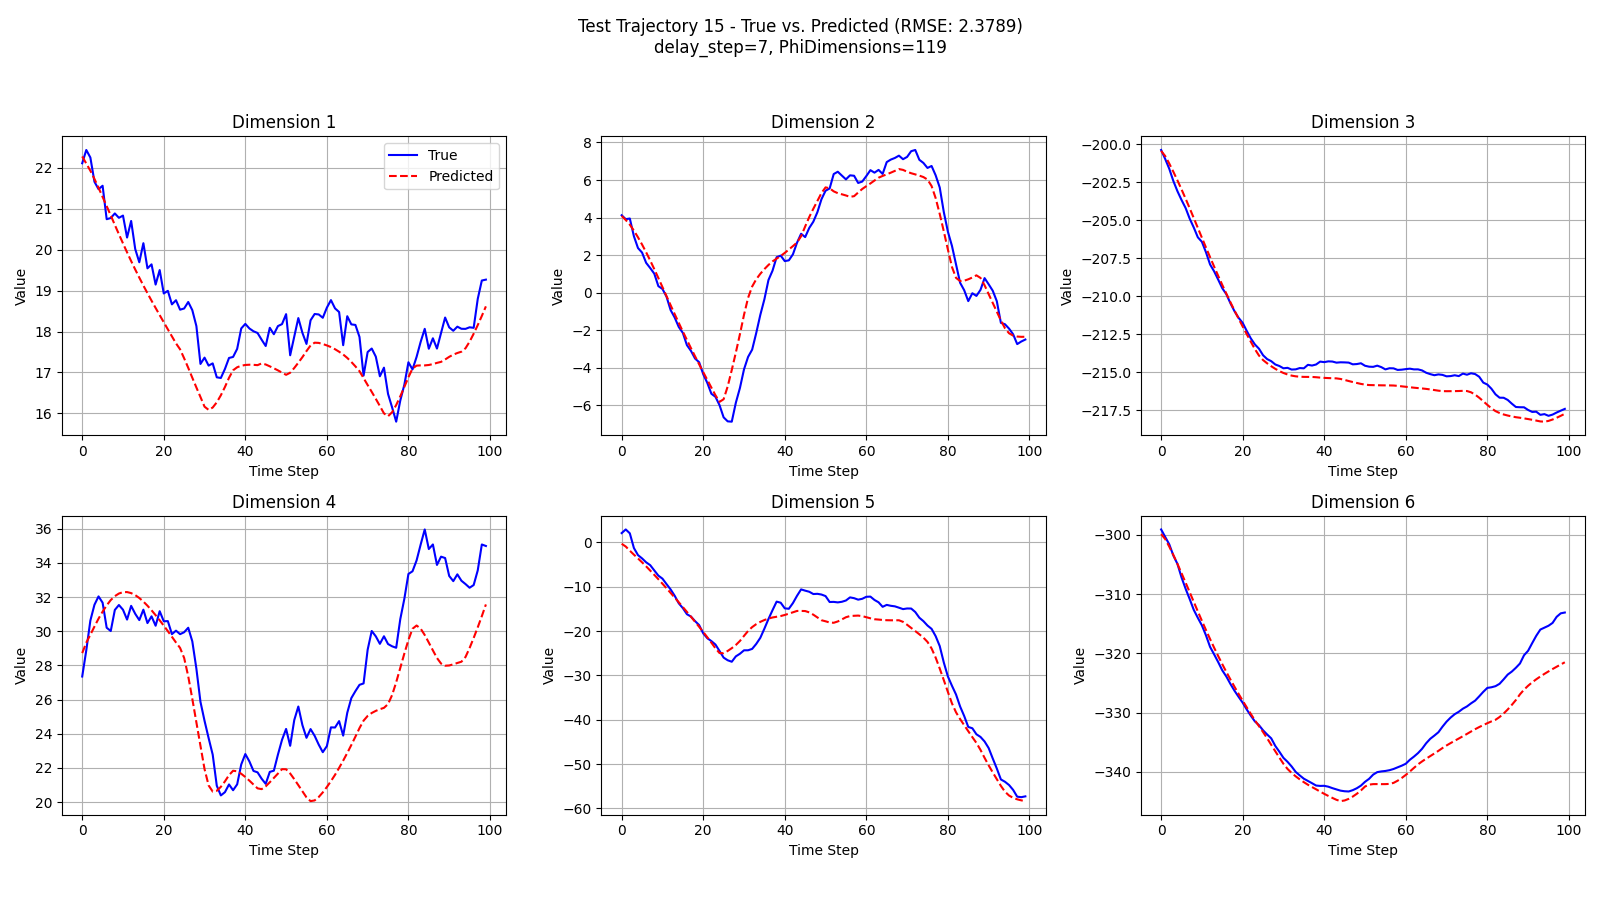 Test Trajectory 15 - True vs. Predicted (RMSE: 2.3789)
delay_step=7, PhiDimensions=119
Dimension 1
Value
22
21
20
19
18
17
16
0 20 40 60 80 100
Time Step
True
Predicted
Dimension 2
Value
8
6
4
2
0
−2
−4
−6
0 20 40 60 80 100
Time Step
Dimension 3
Value
−200.0
−202.5
−205.0
−207.5
−210.0
−212.5
−215.0
−217.5
0 20 40 60 80 100
Time Step
Dimension 4
Value
36
34
32
30
28
26
24
22
20
0 20 40 60 80 100
Time Step
Dimension 5
Value
0
−10
−20
−30
−40
−50
−60
0 20 40 60 80 100
Time Step
Dimension 6
Value
−300
−310
−320
−330
−340
0 20 40 60 80 100
Time Step